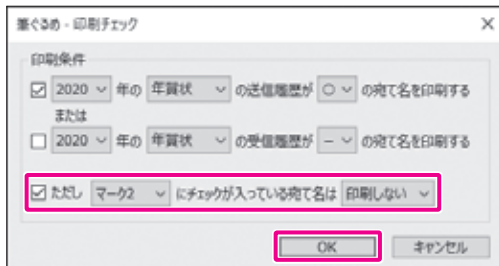 筆ぐるめ - 印刷チェック
印刷条件
2020 年の 年賀状 の送信履歴が ○ の宛て名を印刷する
または
2020 年の 年賀状 の受信履歴が − の宛て名を印刷する
ただし マーク2 にチェックが入っている宛て名は 印刷しない
OK キャンセル